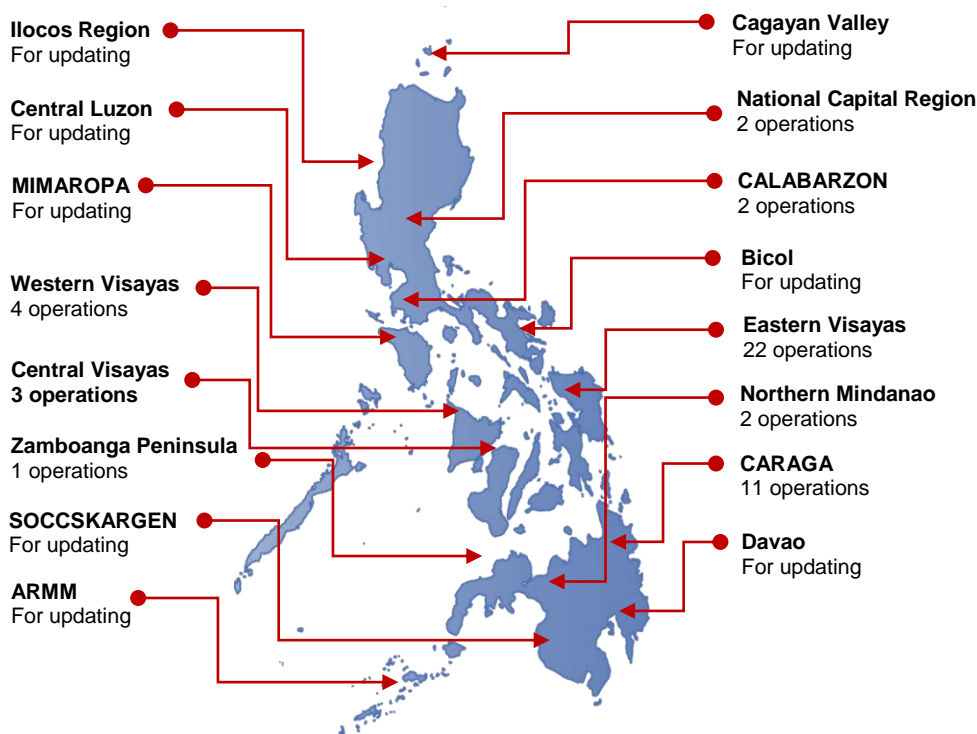 Ilocos Region
For updating
Central Luzon
For updating
MIMAROPA
For updating
Western Visayas
4 operations
Central Visayas
3 operations
Zamboanga Peninsula
1 operations
SOCCSKARGEN
For updating
ARMM
For updating
Cagayan Valley
For updating
National Capital Region
2 operations
CALABARZON
2 operations
Bicol
For updating
Eastern Visayas
22 operations
Northern Mindanao
2 operations
CARAGA
11 operations
Davao
For updating